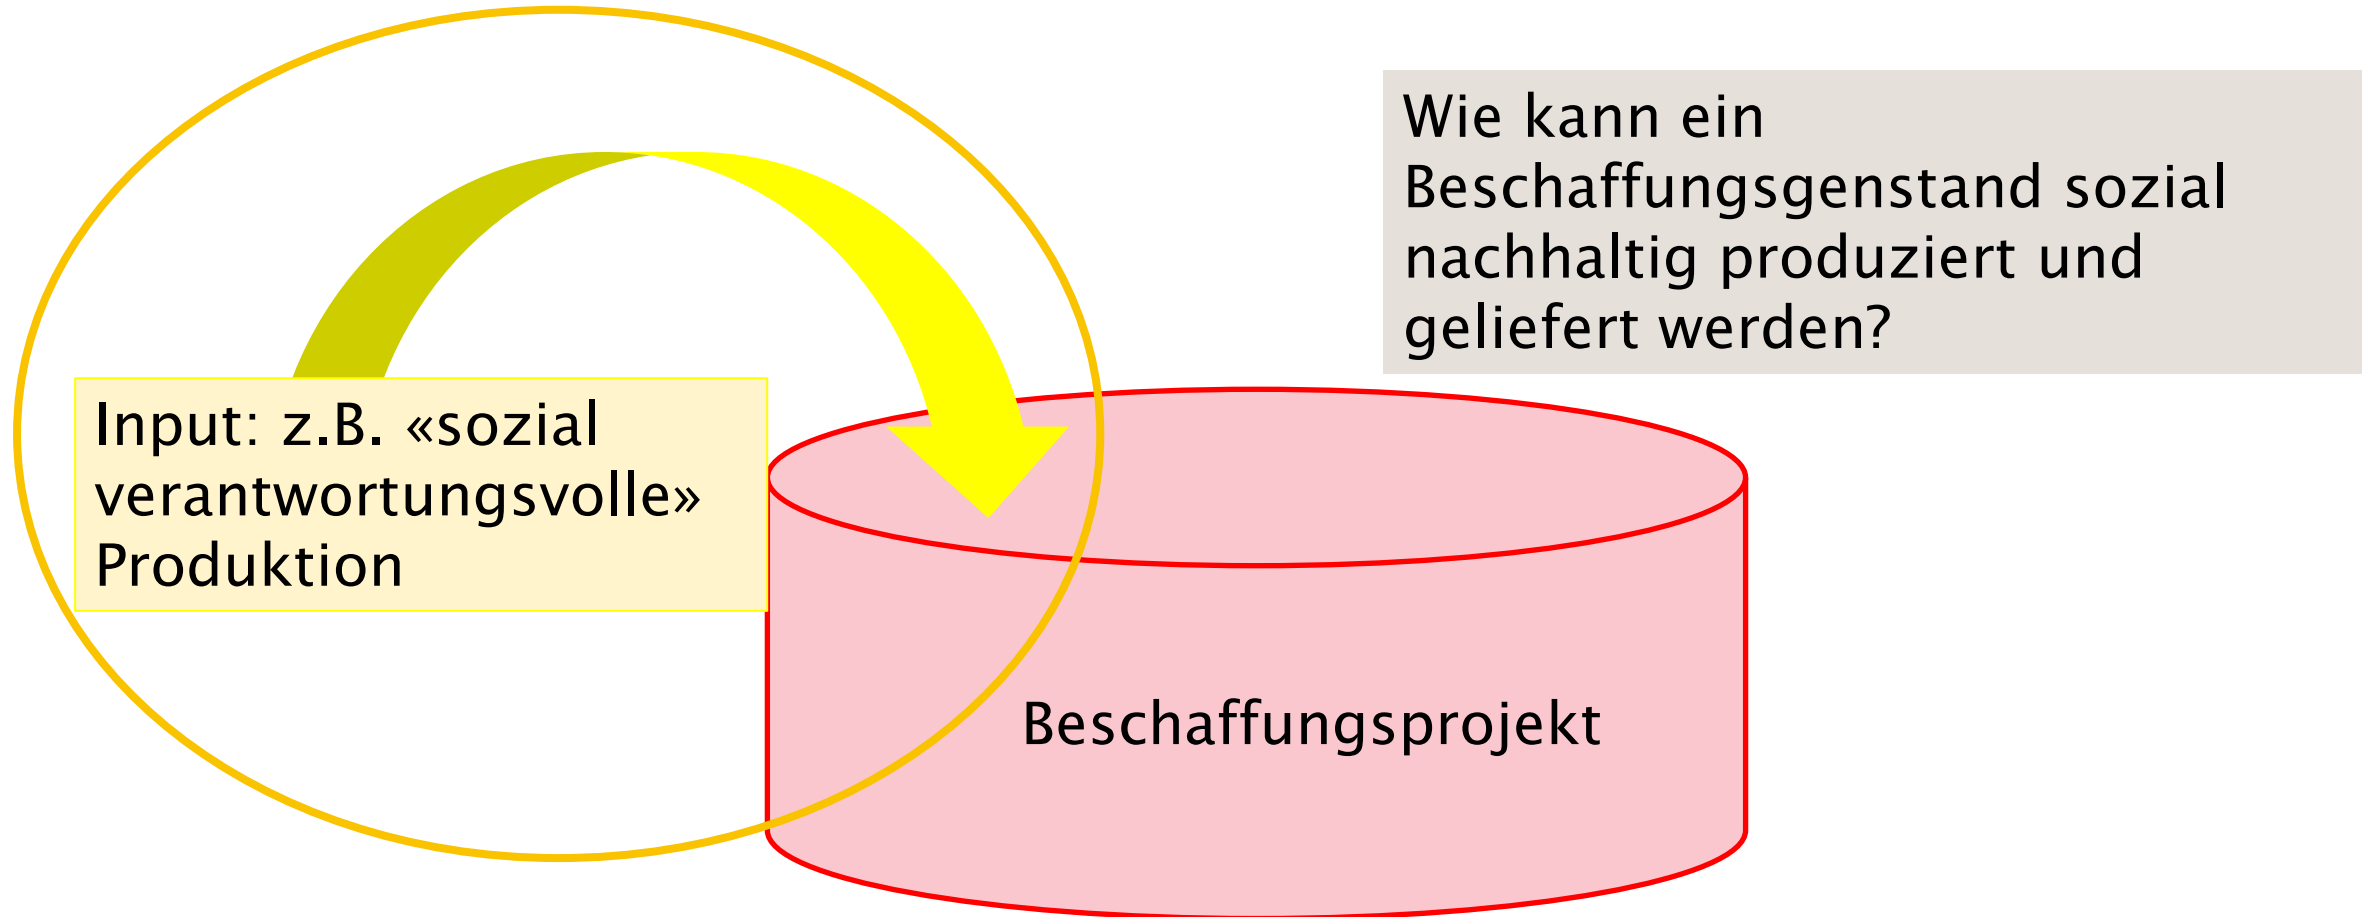 Wie kann ein
Beschaffungsgenstand sozial
nachhaltig produziert und
geliefert werden?
Input: z.B. «sozial
verantwortungsvolle»
Produktion
Beschaffungsprojekt